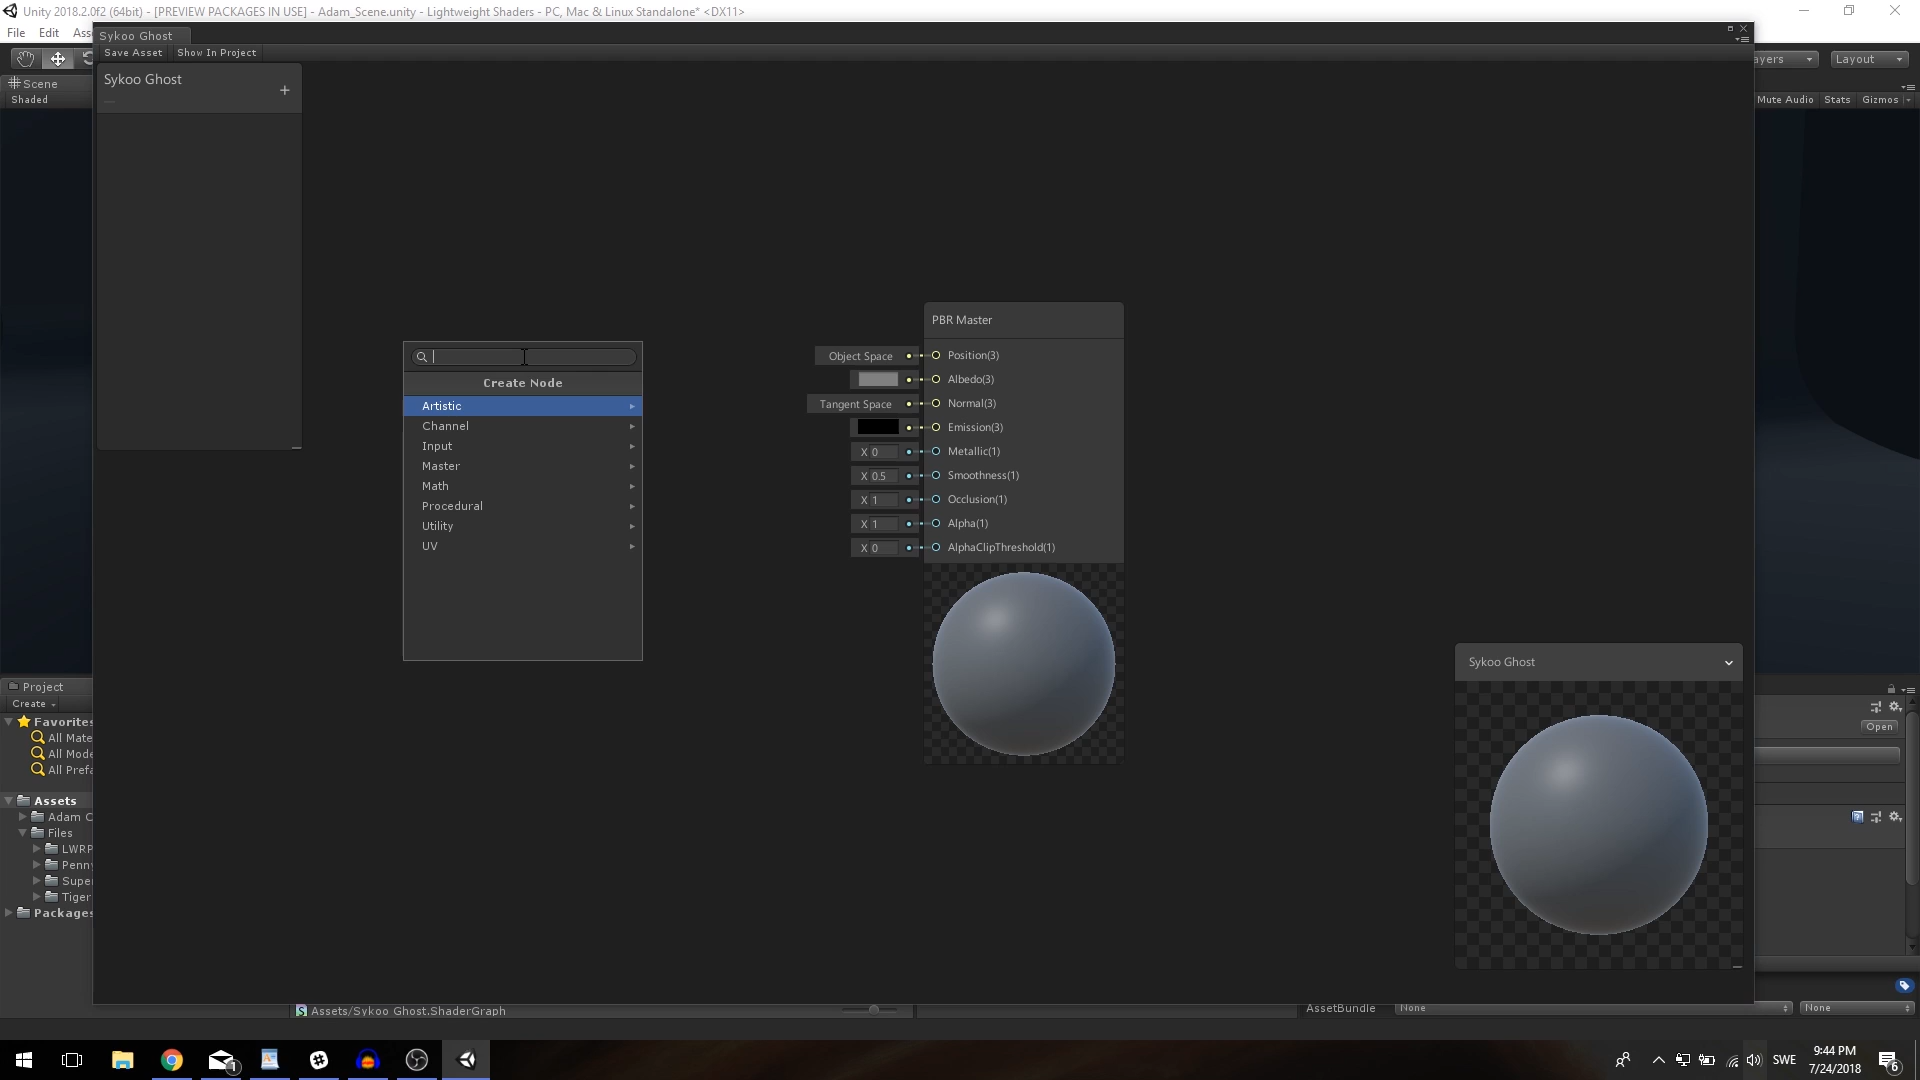 Unity 2018.2.0f2 (64bit) - [PREVIEW PACKAGES IN USE] - Adam_Scene.unity - Lightweight Shaders - PC, Mac & Linux Standalone* <DX11>
File Edit Ass
Sykoo Ghost
Save Asset Show In Project
ayers Layout
Scene
Shaded
Mute Audio Stats Gizmos
Sykoo Ghost
+
Create Node
Artistic
Channel
Input
Master
Math
Procedural
Utility
UV
PBR Master
Object Space Position(3)
Albedo(3)
Tangent Space Normal(3)
Emission(3)
X 0 Metallic(1)
X 0.5 Smoothness(1)
X 1 Occlusion(1)
X 1 Alpha(1)
X 0 AlphaClipThreshold(1)
Sykoo Ghost
Project
Create
Favorites
All Mate
All Mode
All Prefa
Assets
Adam C
Files
LWRP
Penny
Supe
Tiger
Packages
Open
Assets/Sykoo Ghost.ShaderGraph
AssetBundle None None
SWE
9:44 PM
7/24/2018
1
6